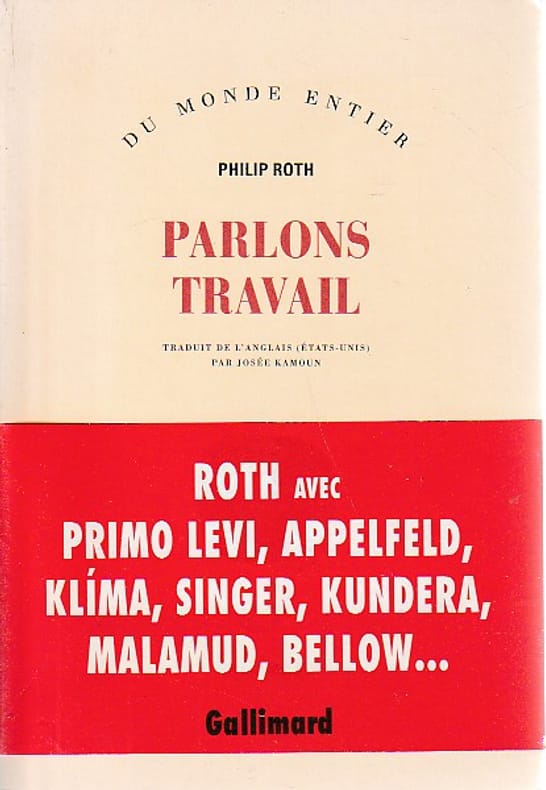 DU MONDE ENTIER
PHILIP ROTH
PARLONS
TRAVAIL
TRADUIT DE L'ANGLAIS (ÉTATS-UNIS)
PAR JOSÉE KAMOUN
ROTH AVEC
PRIMO LEVI, APPELFELD,
KLÍMA, SINGER, KUNDERA,
MALAMUD, BELLOW...
Gallimard